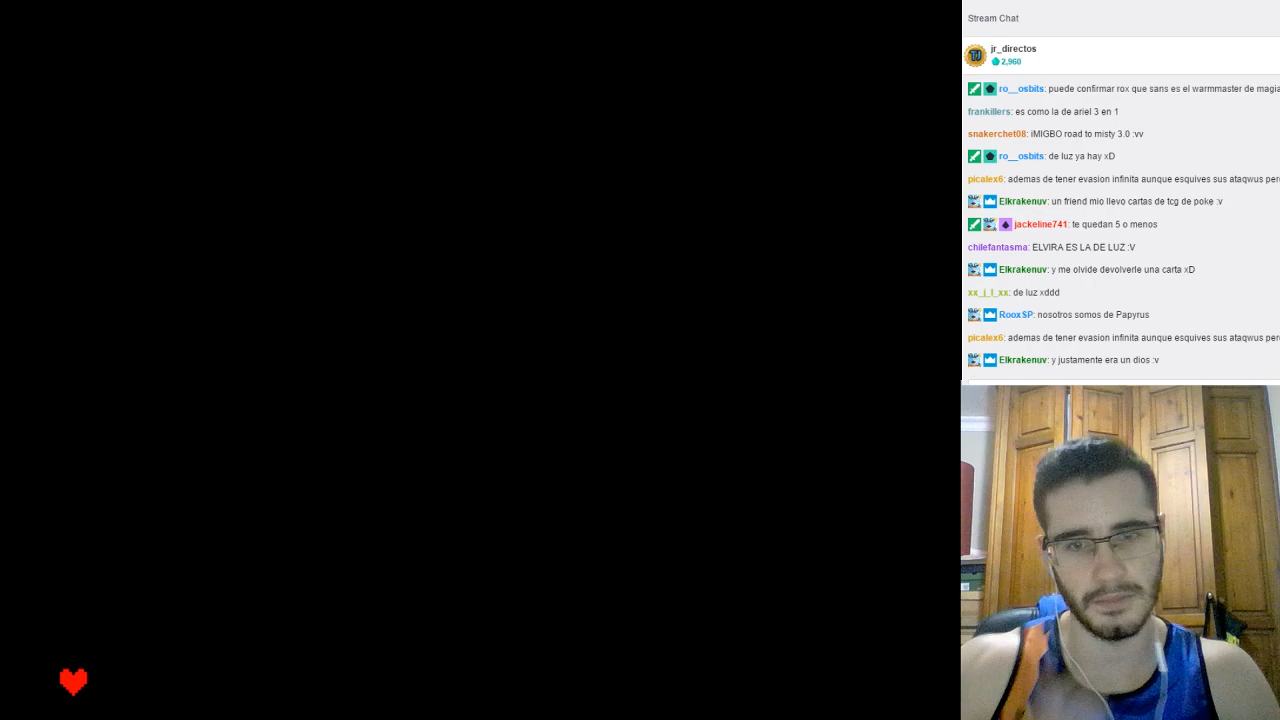 Stream Chat
jr_directos
2,960
ro__osbits: puede confirmar rox que sans es el warmmaster de magia
frankillers: es como la de ariel 3 en 1
snakerchet08: iMIGBO road to misty 3.0 :vv
ro__osbits: de luz ya hay xD
picalex6: ademas de tener evasion infinita aunque esquives sus ataqwus per
Elkrakenuv: un friend mio llevo cartas de tcg de poke :v
jackeline741: te quedan 5 o menos
chilefantasma: ELVIRA ES LA DE LUZ :V
Elkrakenuv: y me olvide devolverle una carta xD
xx_j_l_xx: de luz xddd
RooxSP: nosotros somos de Papyrus
picalex6: ademas de tener evasion infinita aunque esquives sus ataqwus per
Elkrakenuv: y justamente era un dios :v